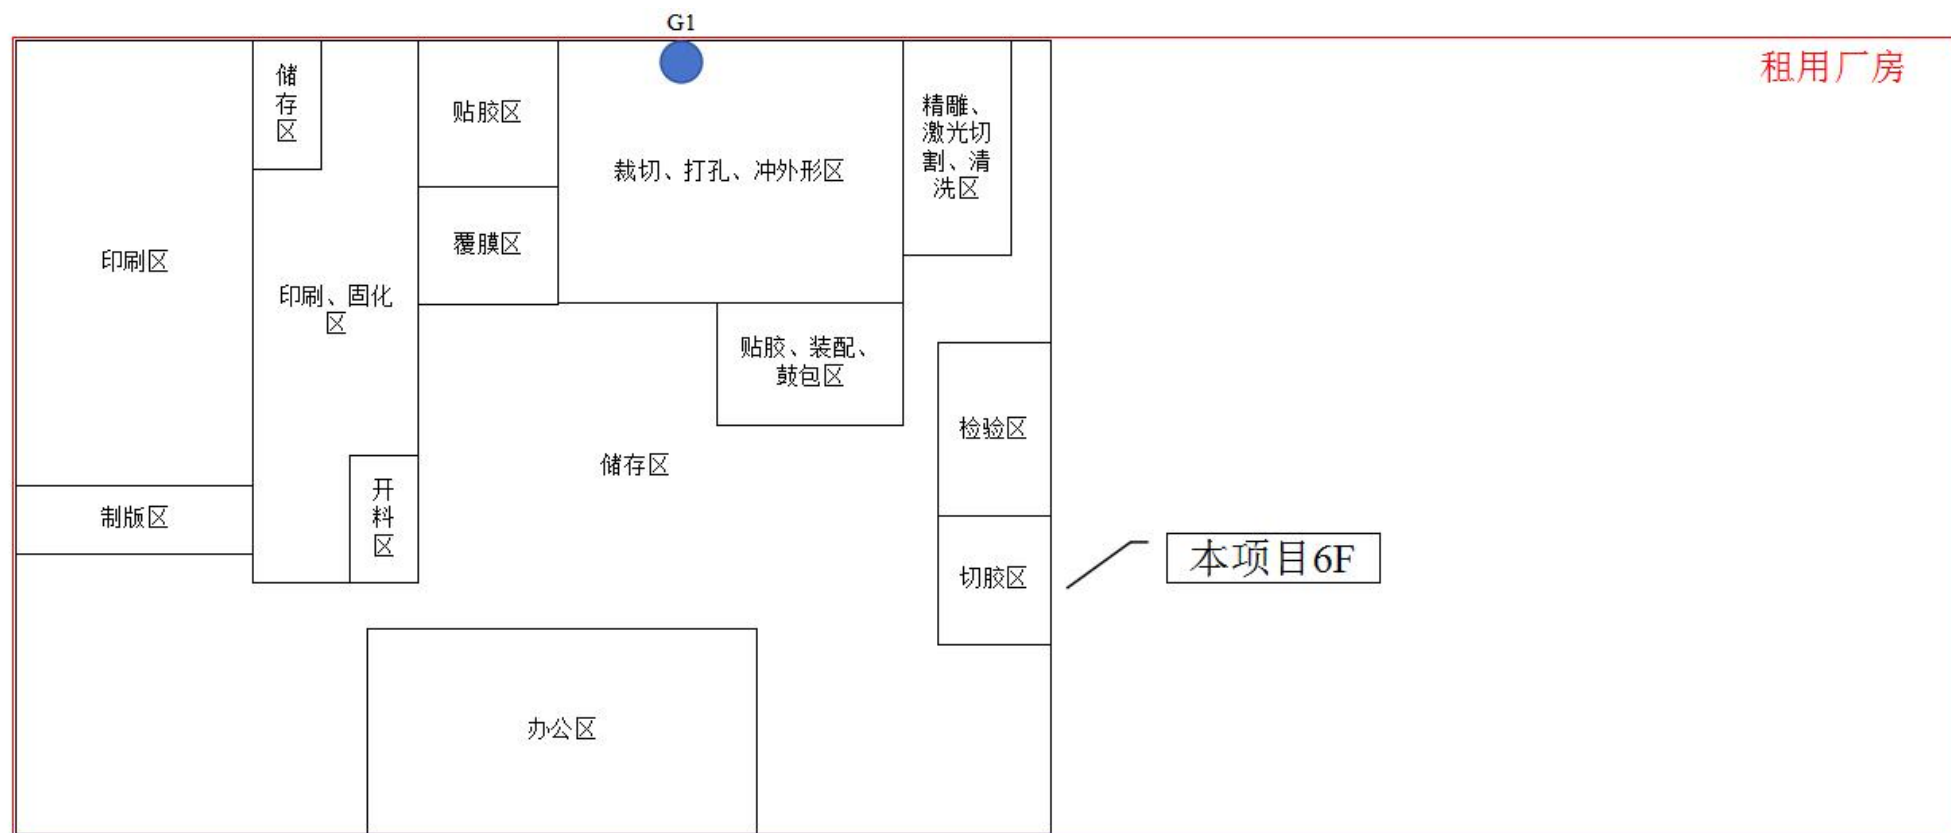 G1
租用厂房
储
存
区
贴胶区
裁切、打孔、冲外形区
精雕、
激光切
割、清
洗区
印刷区
覆膜区
印刷、固化
区
贴胶、装配、
鼓包区
检验区
储存区
开
料
区
制版区
本项目6F
切胶区
办公区